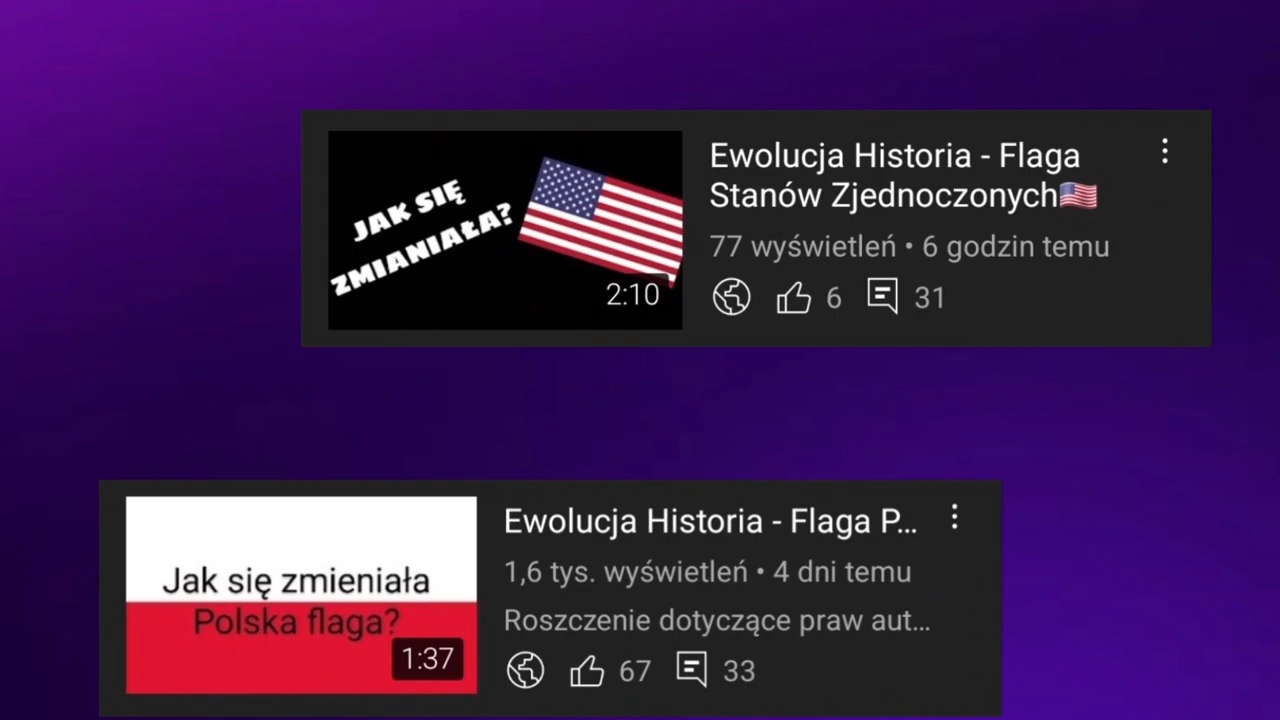 JAK SIĘ
ZMIANIAŁA?
2:10
Ewolucja Historia - Flaga
Stanów Zjednoczonych🇺🇸
77 wyświetleń • 6 godzin temu
6 31
Jak się zmieniała
Polska flaga?
1:37
Ewolucja Historia - Flaga P...
1,6 tys. wyświetleń • 4 dni temu
Roszczenie dotyczące praw aut...
67 33